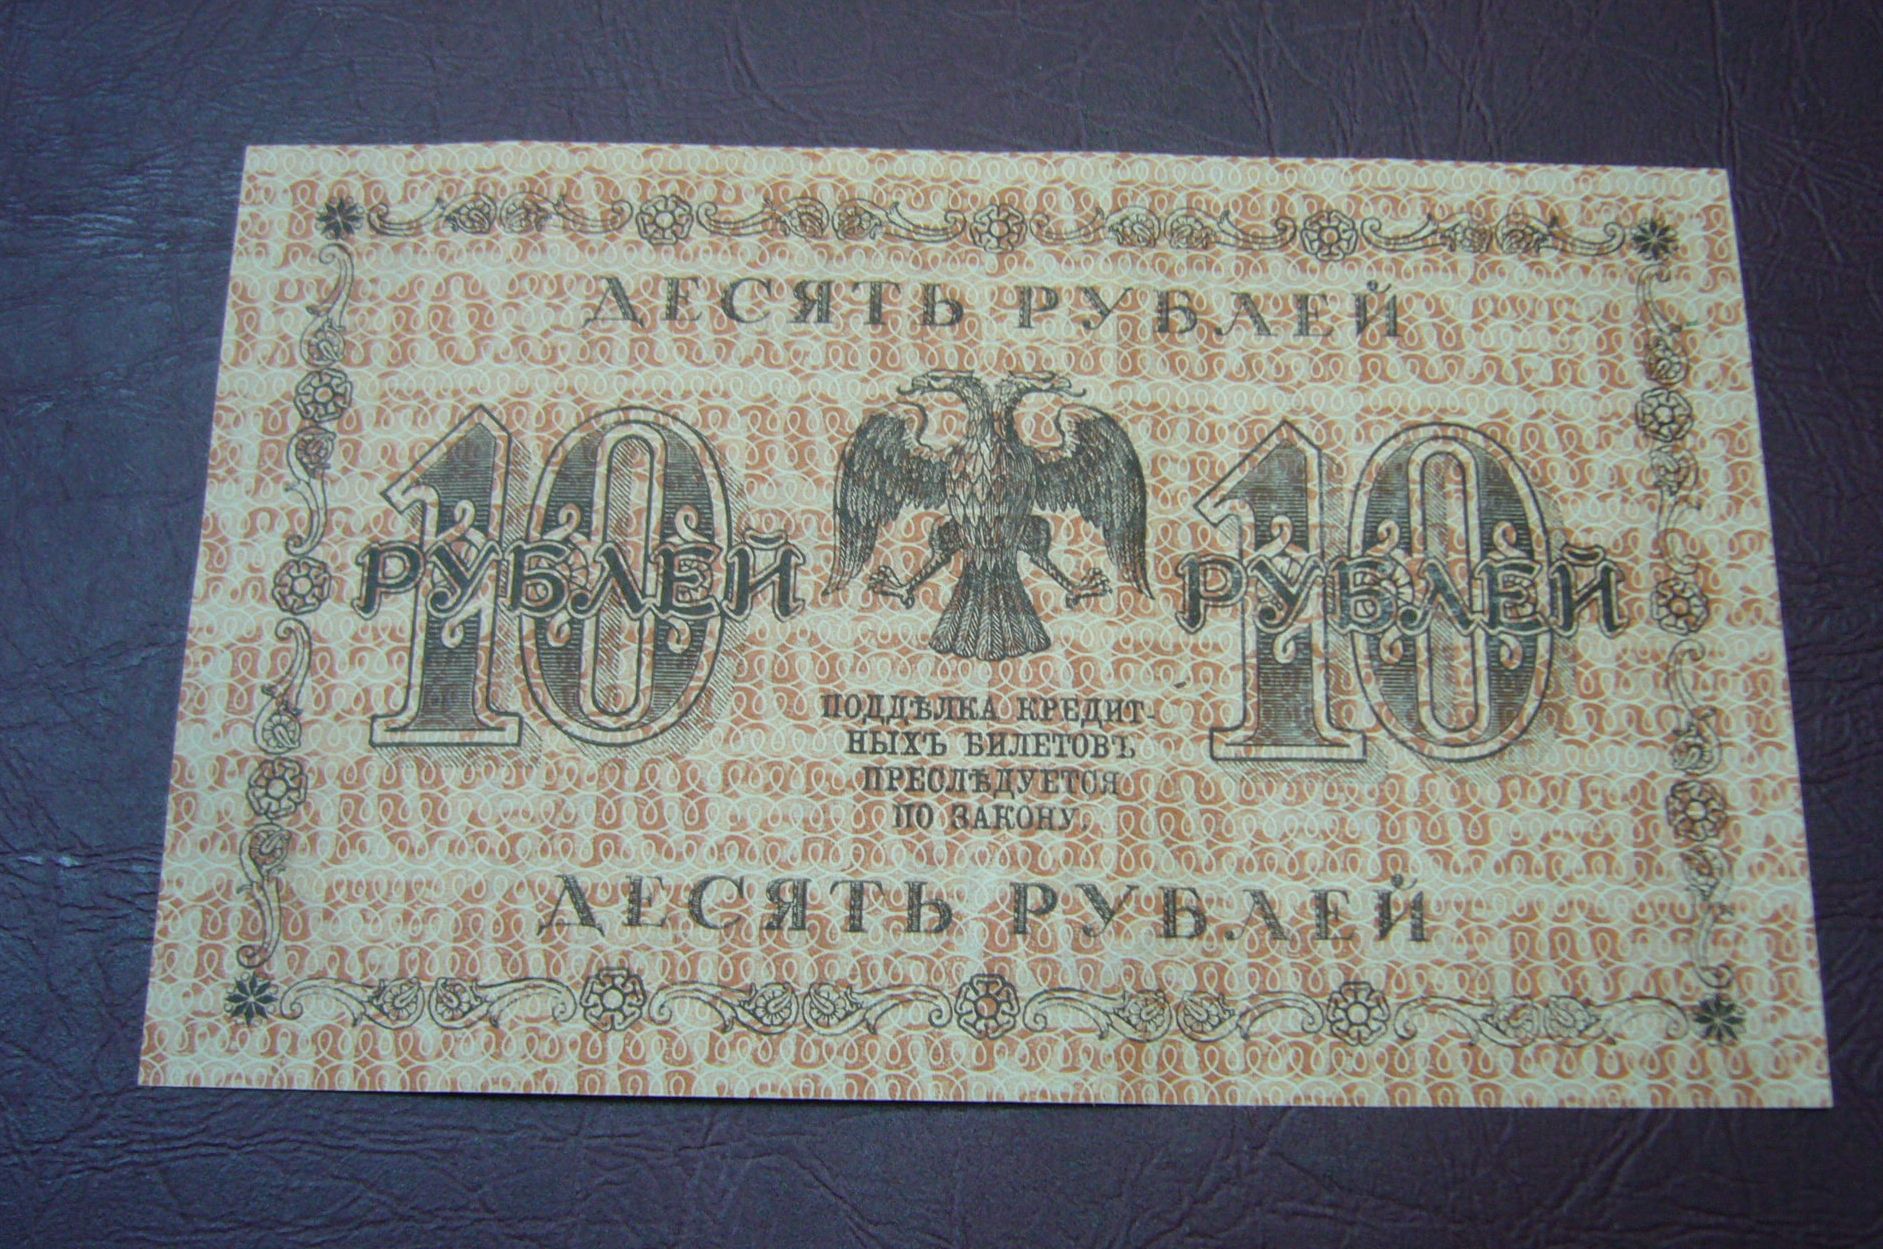 ДЕСЯТЬ РУБЛЕЙ
10 РУБЛЕЙ
10 РУБЛЕЙ
ПОДДѢЛКА КРЕДИТ-
НЫХЪ БИЛЕТОВЪ
ПРЕСЛѢДУЕТСЯ
ПО ЗАКОНУ.
ДЕСЯТЬ РУБЛЕЙ